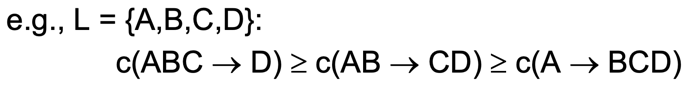 e.g., L = {A,B,C,D}:
c(ABC → D) ≥ c(AB → CD) ≥ c(A → BCD)